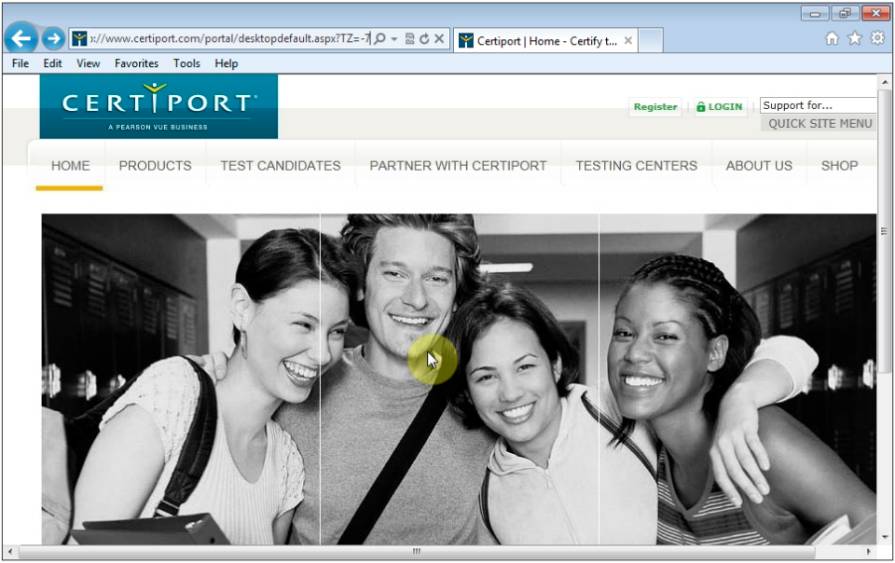 x://www.certiport.com/portal/desktopdefault.aspx?TZ=-7
Certiport | Home - Certify t...
File Edit View Favorites Tools Help
CERTIPORT
A PEARSON VUE BUSINESS
Register | LOGIN | Support for...
QUICK SITE MENU
HOME PRODUCTS TEST CANDIDATES PARTNER WITH CERTIPORT TESTING CENTERS ABOUT US SHOP